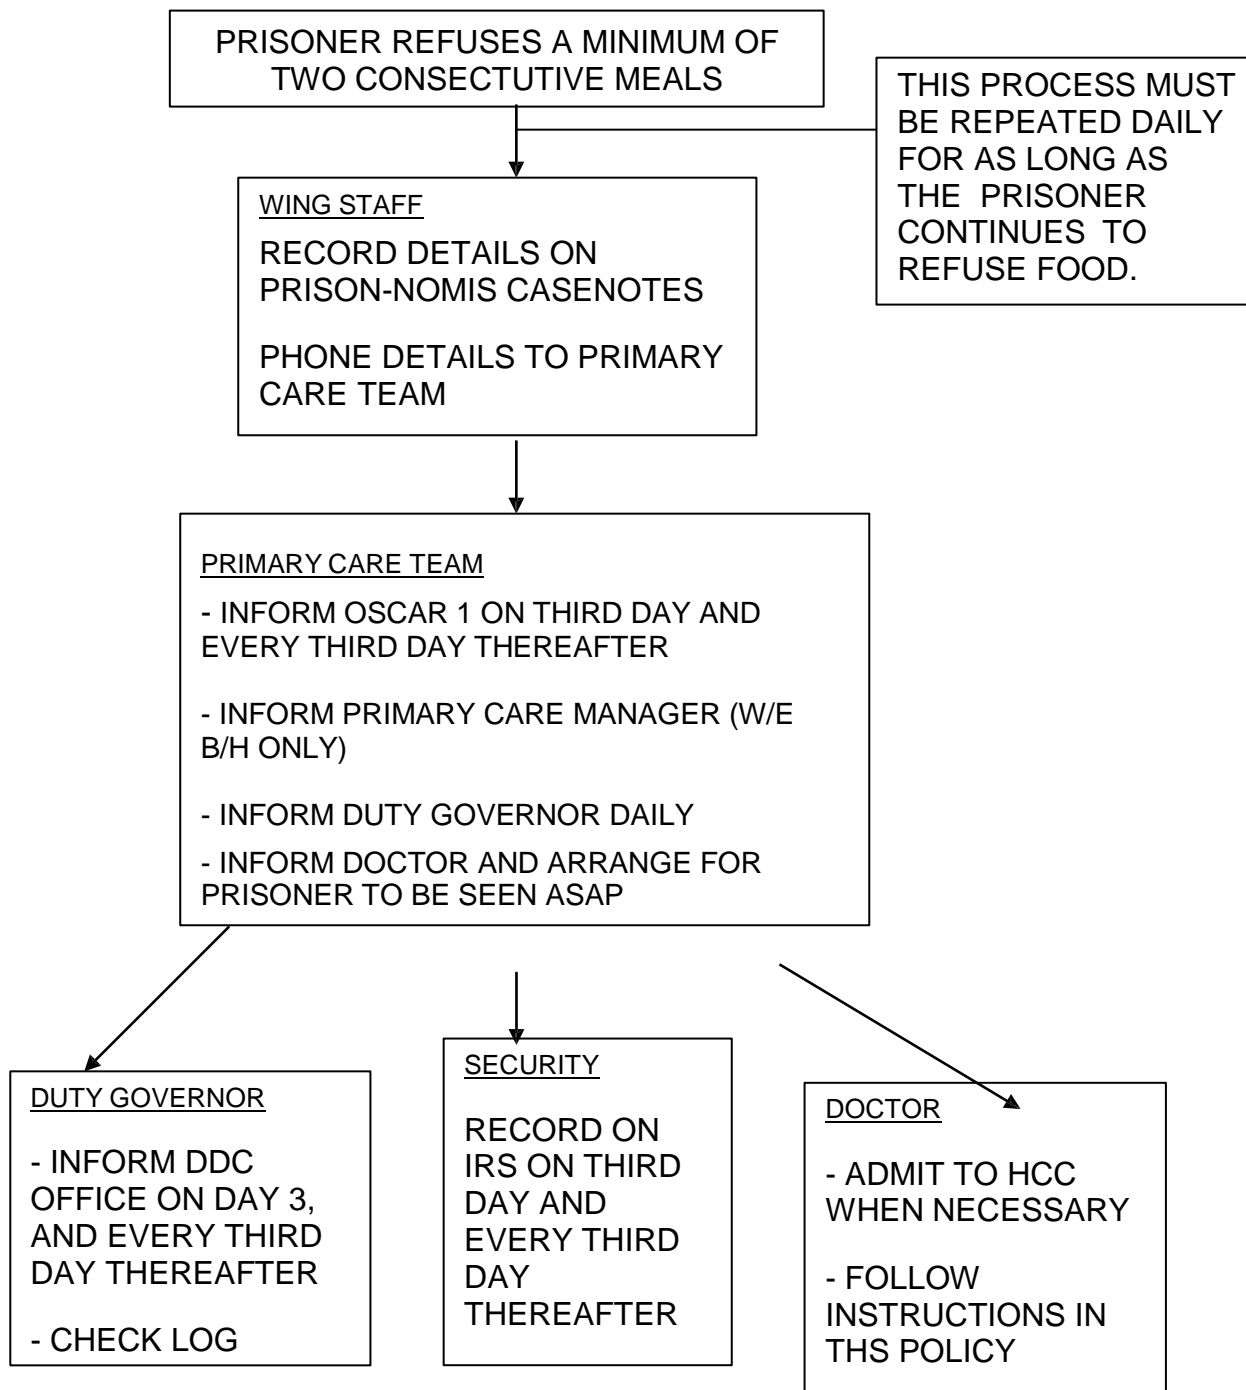 PRISONER REFUSES A MINIMUM OF
TWO CONSECTUTIVE MEALS
THIS PROCESS MUST
BE REPEATED DAILY
FOR AS LONG AS
THE PRISONER
CONTINUES TO
REFUSE FOOD.
WING STAFF
RECORD DETAILS ON
PRISON-NOMIS CASENOTES
PHONE DETAILS TO PRIMARY
CARE TEAM
PRIMARY CARE TEAM
- INFORM OSCAR 1 ON THIRD DAY AND
EVERY THIRD DAY THEREAFTER
- INFORM PRIMARY CARE MANAGER (W/E
B/H ONLY)
- INFORM DUTY GOVERNOR DAILY
- INFORM DOCTOR AND ARRANGE FOR
PRISONER TO BE SEEN ASAP
DUTY GOVERNOR
- INFORM DDC
OFFICE ON DAY 3,
AND EVERY THIRD
DAY THEREAFTER
- CHECK LOG
SECURITY
RECORD ON
IRS ON THIRD
DAY AND
EVERY THIRD
DAY
THEREAFTER
DOCTOR
- ADMIT TO HCC
WHEN NECESSARY
- FOLLOW
INSTRUCTIONS IN
THS POLICY